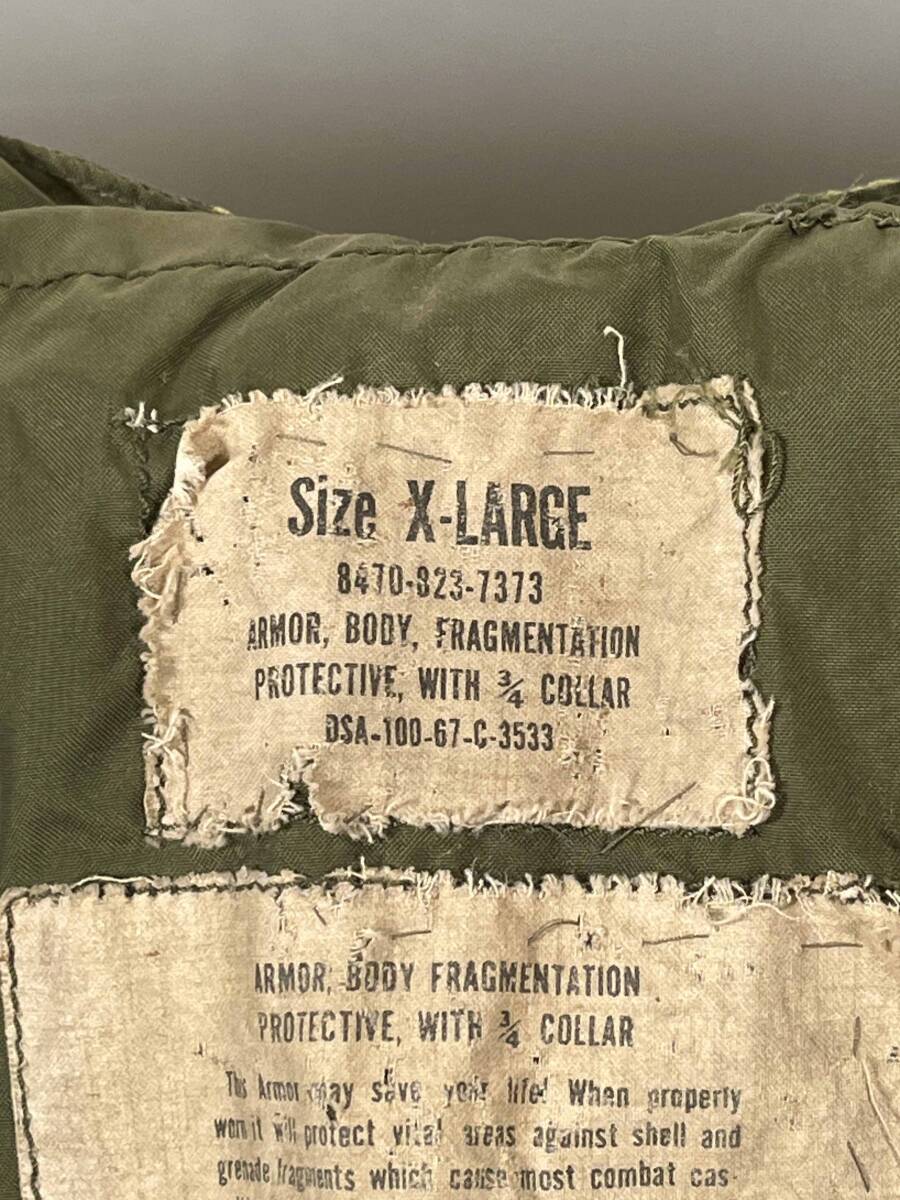 Size X-LARGE
8470-823-7373
ARMOR, BODY, FRAGMENTATION
PROTECTIVE, WITH ¾ COLLAR
DSA-100-67-C-3533
ARMOR, BODY FRAGMENTATION
PROTECTIVE, WITH ¾ COLLAR
This Armor may save your life! When properly
worn it will protect vital areas against shell and
grenade fragments which cause most combat cas-